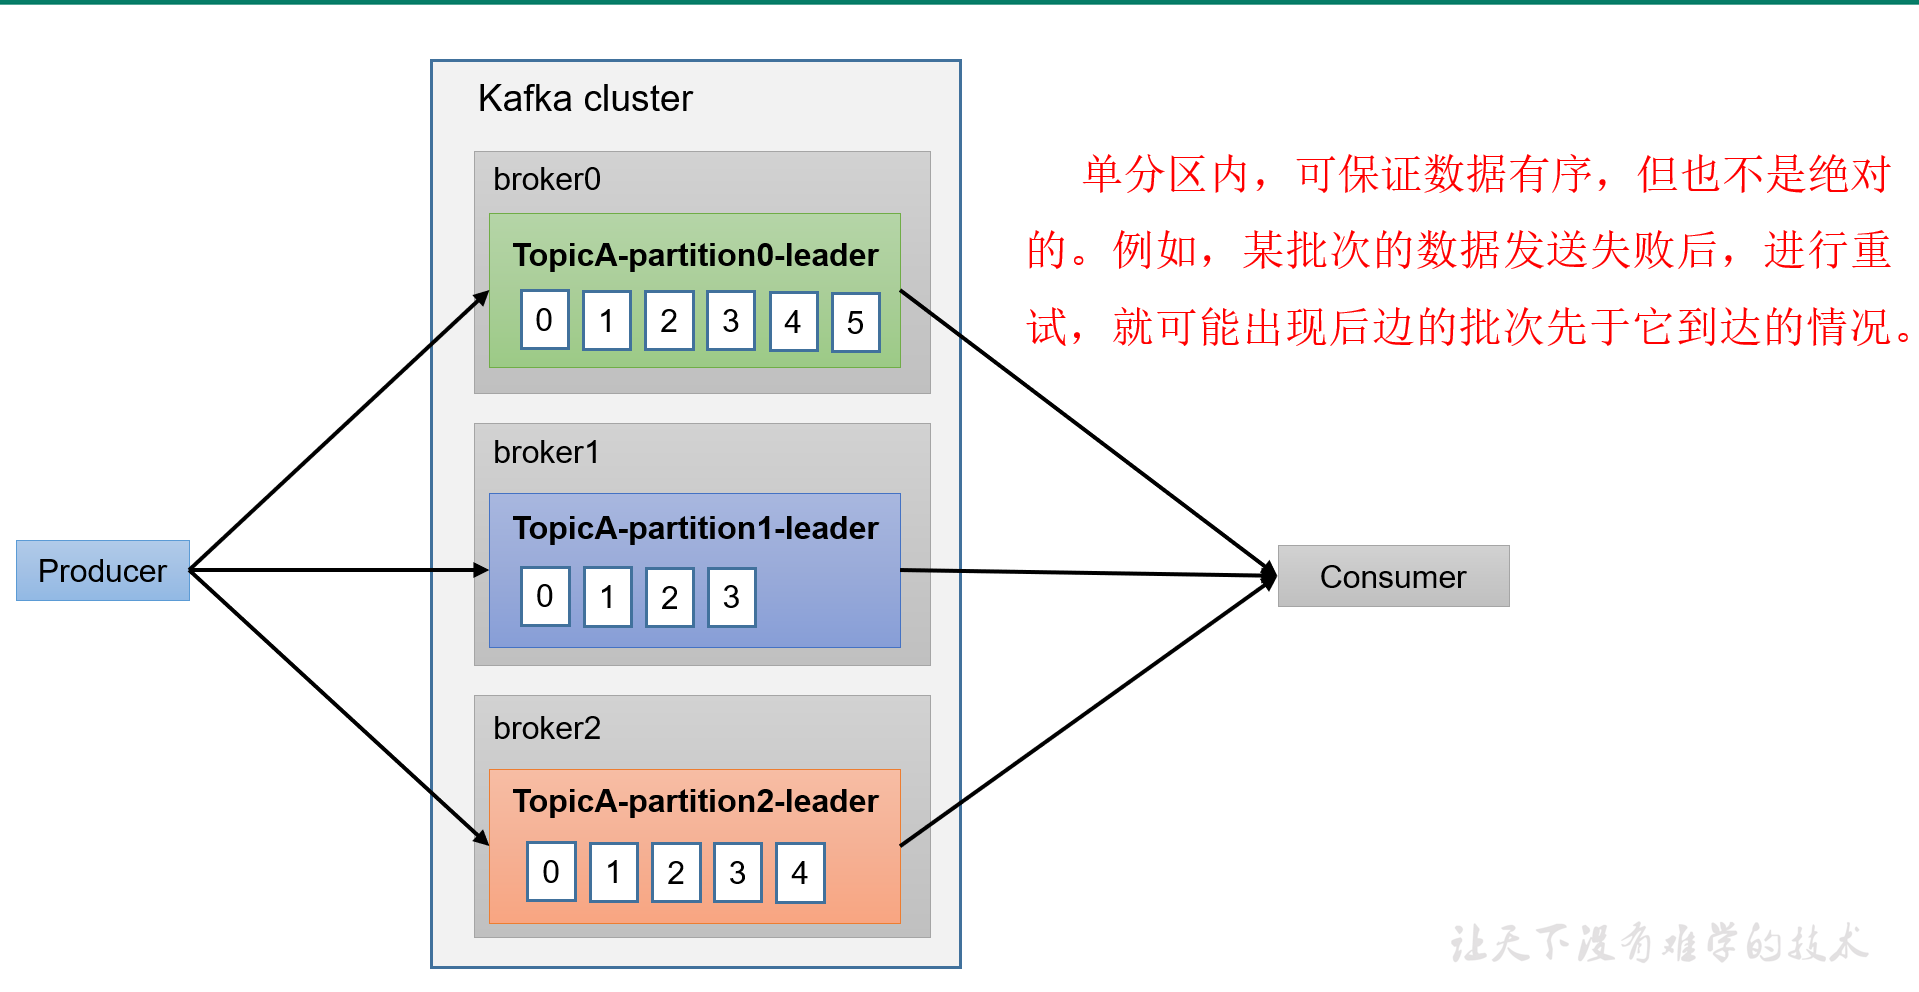 Kafka cluster
broker0
TopicA-partition0-leader
0 1 2 3 4 5
单分区内，可保证数据有序，但也不是绝对
的。例如，某批次的数据发送失败后，进行重
试，就可能出现后边的批次先于它到达的情况。
broker1
TopicA-partition1-leader
0 1 2 3
Producer
Consumer
broker2
TopicA-partition2-leader
0 1 2 3 4
让天下没有难学的技术